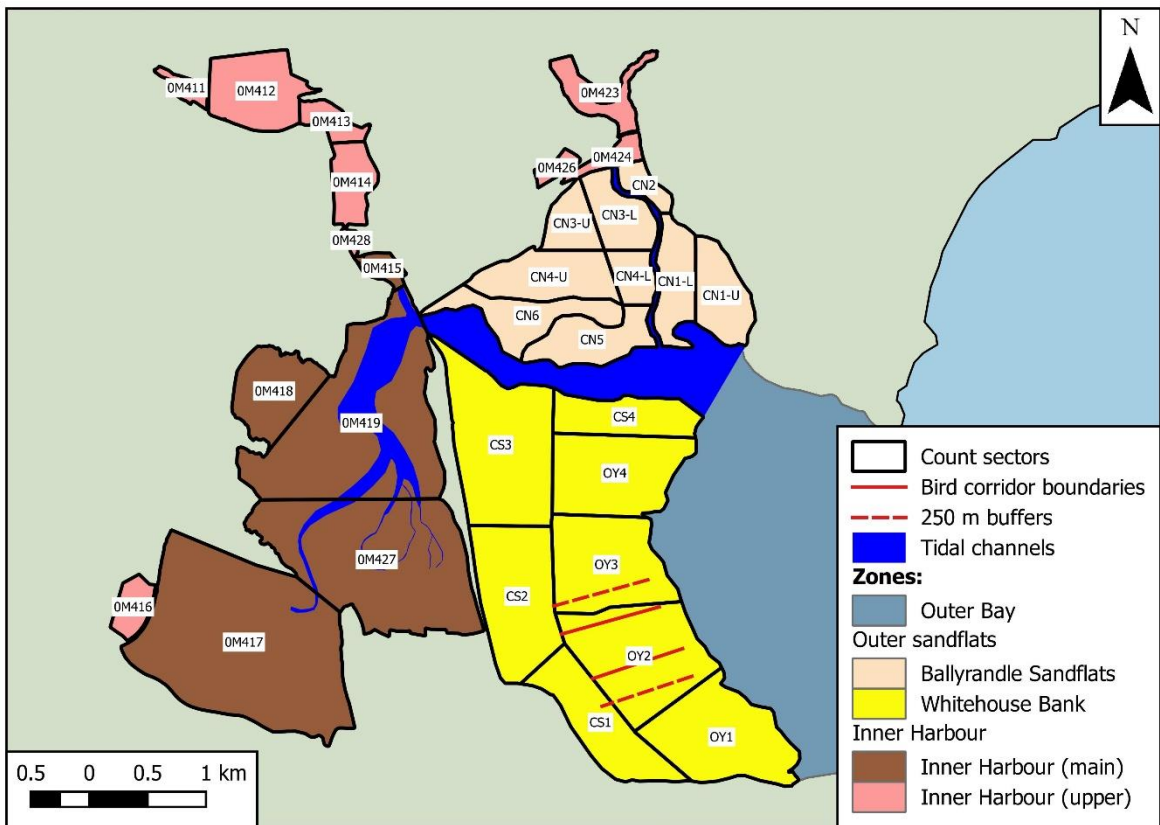 N
0M411
0M412
0M413
0M423
0M424
0M426
0M414
CN2
CN3-U
CN3-L
0M428
0M415
CN4-U
CN4-L
CN1-L
CN1-U
CN6
CN5
0M418
0M419
CS3
CS4
OY4
0M427
OY3
CS2
0M416
0M417
OY2
CS1
OY1
Count sectors
Bird corridor boundaries
250 m buffers
Tidal channels
Zones:
Outer Bay
Outer sandflats
Ballyrandle Sandflats
Whitehouse Bank
Inner Harbour
Inner Harbour (main)
Inner Harbour (upper)
0.5 0 0.5 1 km